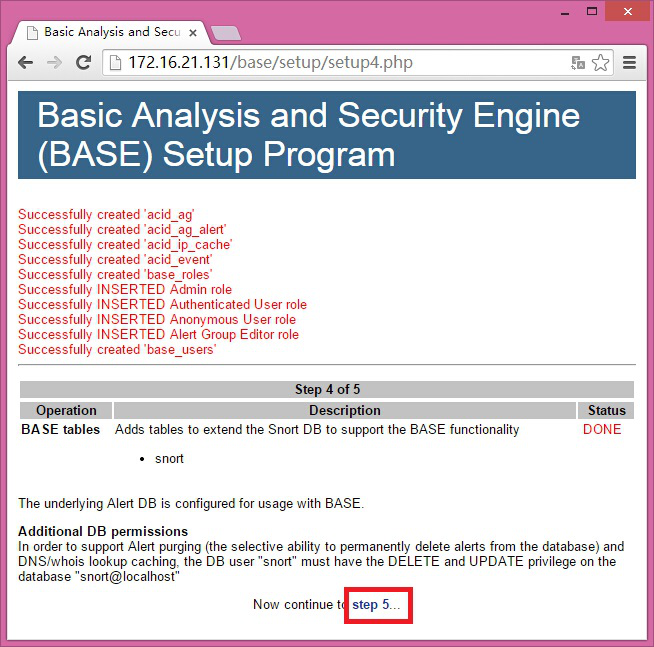 Basic Analysis and Secu
172.16.21.131/base/setup/setup4.php
Basic Analysis and Security Engine
(BASE) Setup Program
Successfully created 'acid_ag'
Successfully created 'acid_ag_alert'
Successfully created 'acid_ip_cache'
Successfully created 'acid_event'
Successfully created 'base_roles'
Successfully INSERTED Admin role
Successfully INSERTED Authenticated User role
Successfully INSERTED Anonymous User role
Successfully INSERTED Alert Group Editor role
Successfully created 'base_users'
Step 4 of 5
Operation Description Status
BASE tables Adds tables to extend the Snort DB to support the BASE functionality DONE
• snort
The underlying Alert DB is configured for usage with BASE.
Additional DB permissions
In order to support Alert purging (the selective ability to permanently delete alerts from the database) and
DNS/whois lookup caching, the DB user "snort" must have the DELETE and UPDATE privilege on the
database "snort@localhost"
Now continue to step 5...